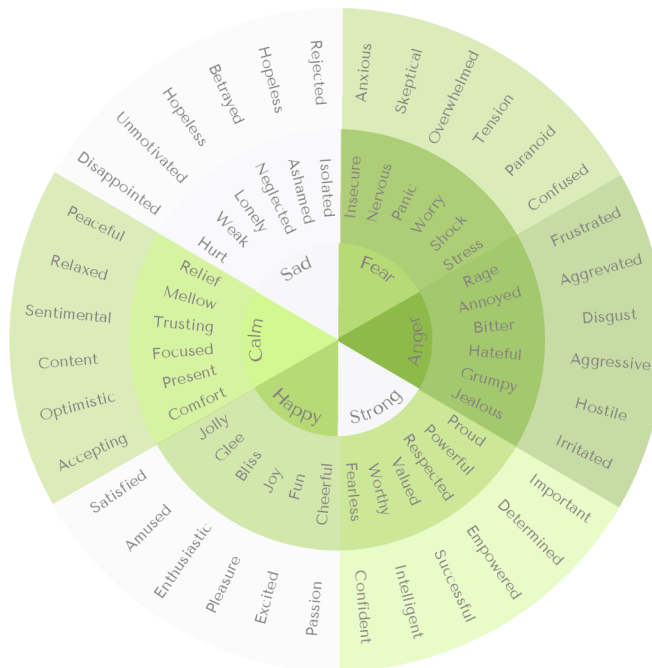 Fear
Anger
Strong
Happy
Calm
Sad
Insecure
Nervous
Panic
Worry
Shock
Stress
Rage
Annoyed
Bitter
Hateful
Grumpy
Jealous
Proud
Powerful
Respected
Valued
Worthy
Fearless
Cheerful
Fun
Joy
Bliss
Glee
Jolly
Comfort
Present
Focused
Trusting
Mellow
Relief
Hurt
Weak
Lonely
Neglected
Ashamed
Isolated
Anxious
Skeptical
Overwhelmed
Tension
Paranoid
Confused
Frustrated
Aggrevated
Disgust
Aggressive
Hostile
Irritated
Important
Determined
Empowered
Successful
Intelligent
Confident
Passion
Excited
Pleasure
Enthusiastic
Amused
Satisfied
Accepting
Optimistic
Content
Sentimental
Relaxed
Peaceful
Disappointed
Unmotivated
Hopeless
Betrayed
Hopeless
Rejected